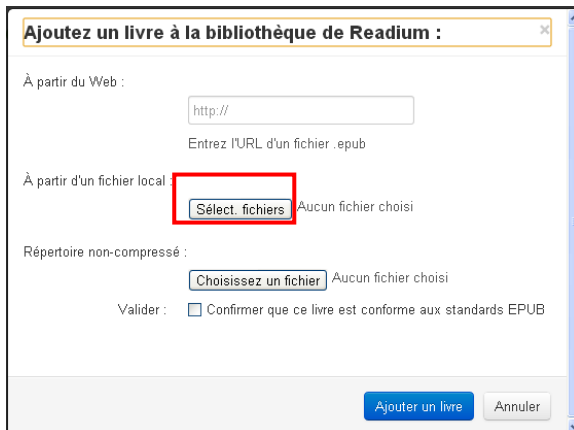 Ajoutez un livre à la bibliothèque de Readium :
×
À partir du Web :
http://
Entrez l'URL d'un fichier .epub
À partir d'un fichier local :
Sélect. fichiers Aucun fichier choisi
Répertoire non-compressé :
Choisissez un fichier Aucun fichier choisi
Valider : Confirmer que ce livre est conforme aux standards EPUB
Ajouter un livre Annuler